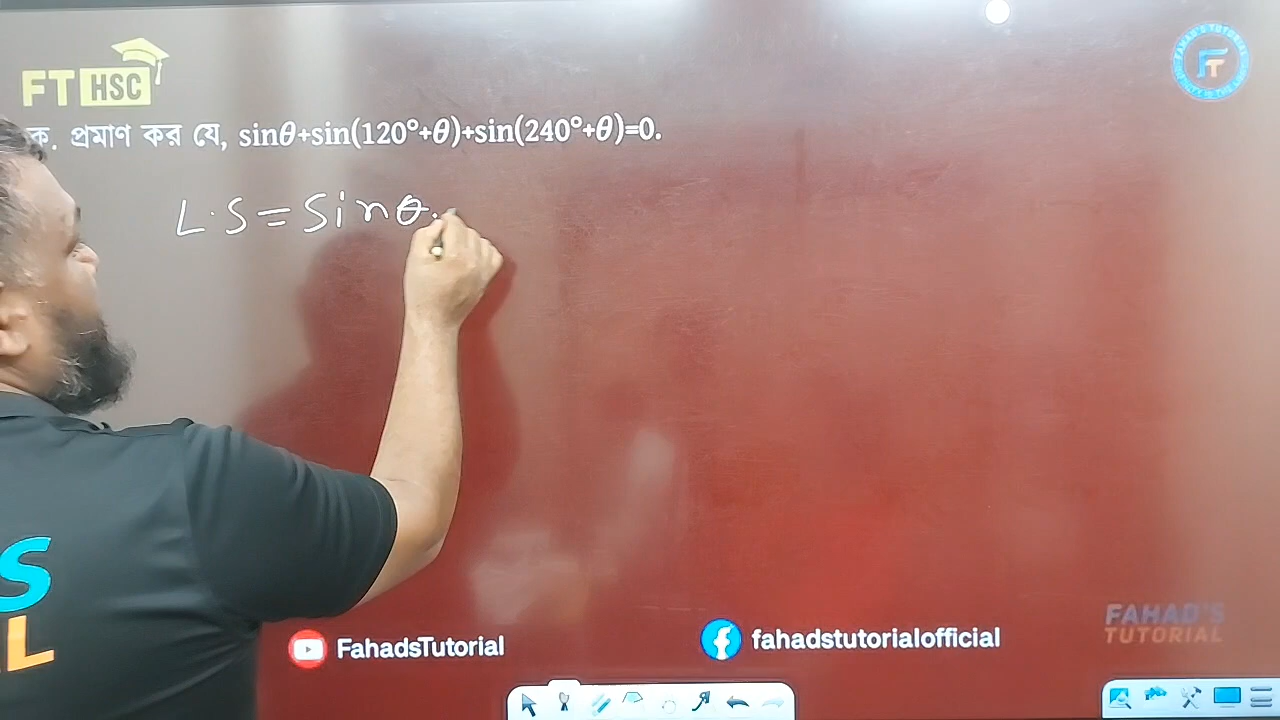 FT HSC
ক. প্রমাণ কর যে, sinθ+sin(120°+θ)+sin(240°+θ)=0.
L.S = Sinθ
FahadsTutorial
fahadstutorialofficial
FAHAD'S
TUTORIAL
S
L